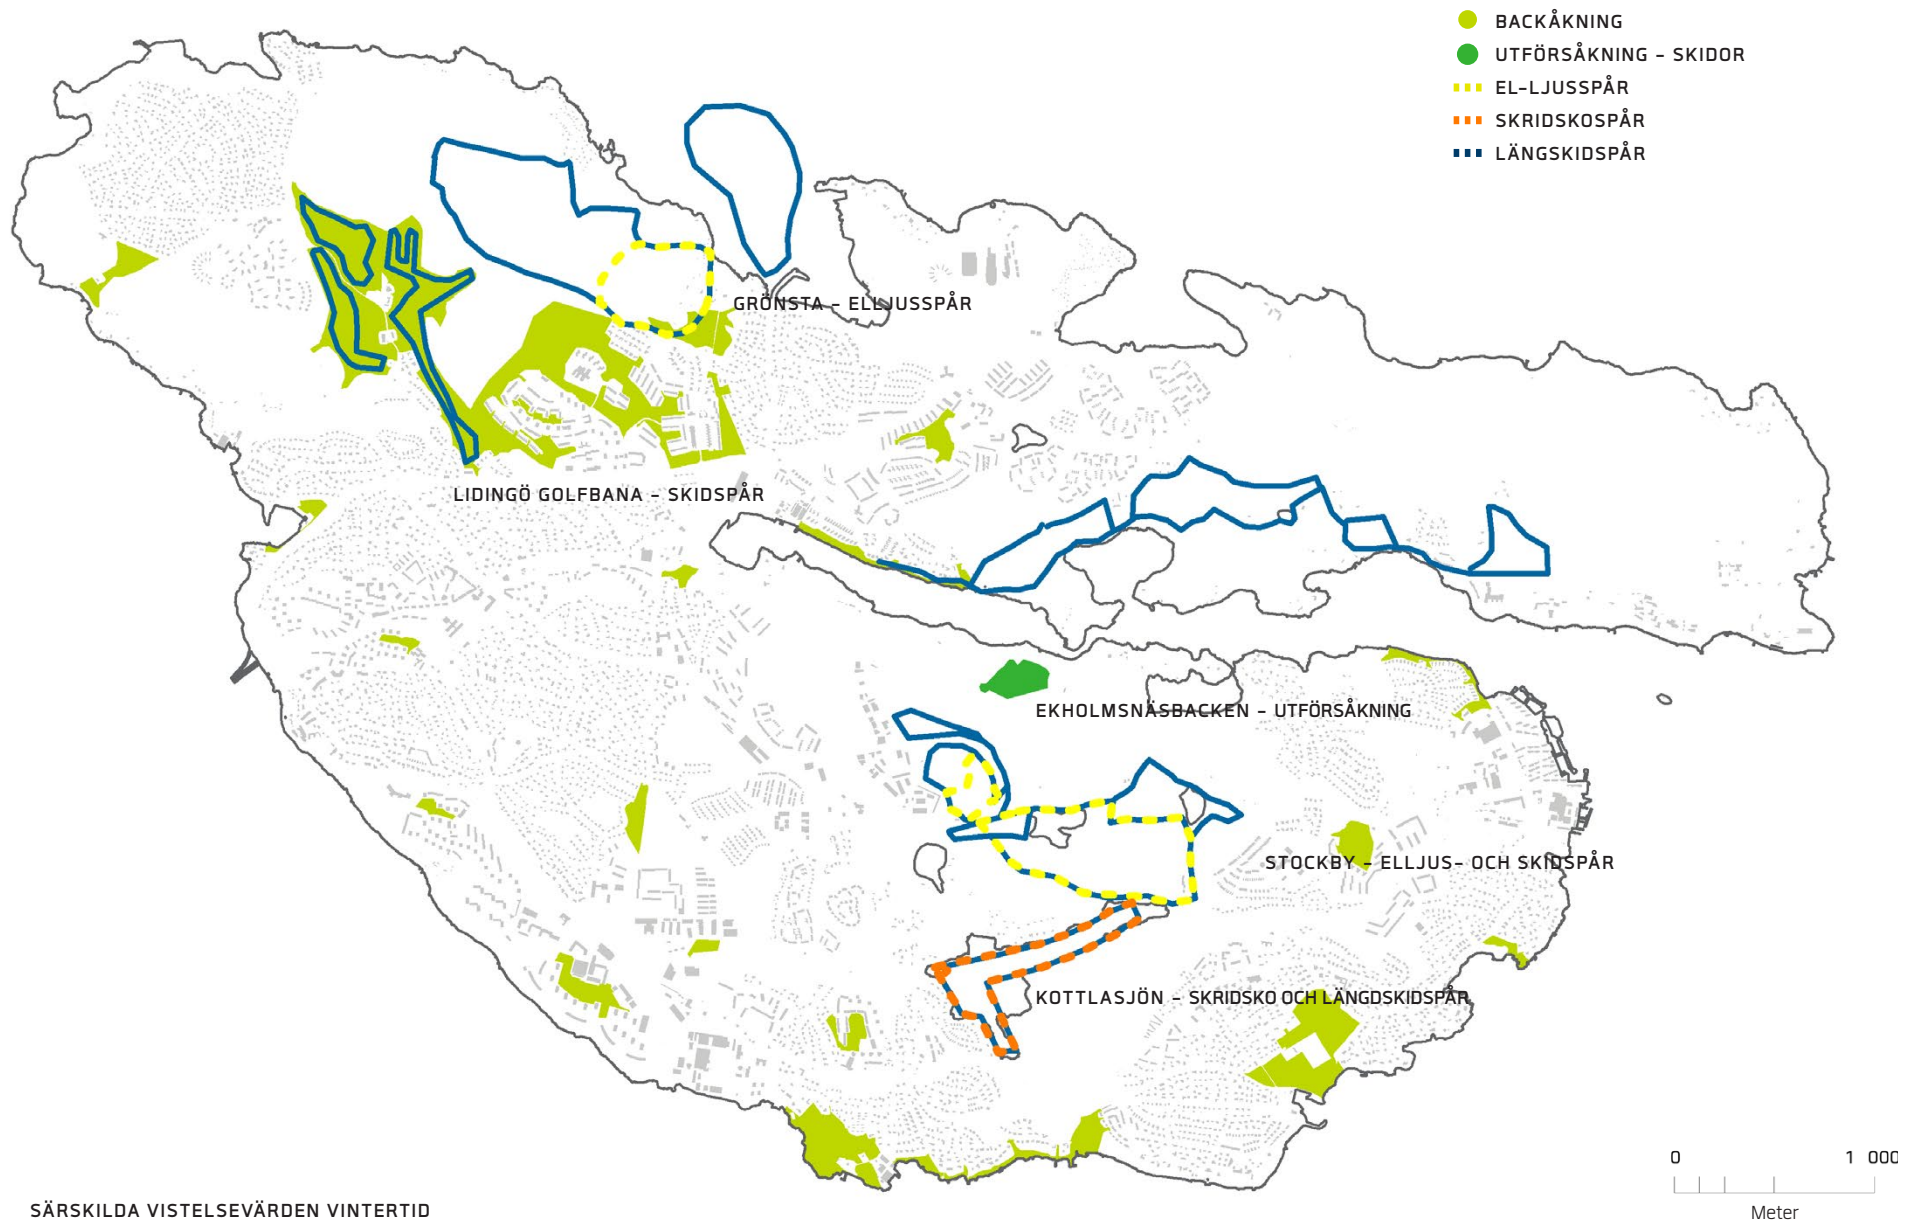 BACKÅKNING
UTFÖRSÅKNING – SKIDOR
EL-LJUSSPÅR
SKRIDSKOSPÅR
LÄNGSKIDSPÅR
GRÖNSTA – ELLJUSSPÅR
LIDINGÖ GOLFBANA – SKIDSPÅR
EKHOLMSNÄSBACKEN – UTFÖRSÅKNING
STOCKBY – ELLJUS- OCH SKIDSPÅR
KOTTLASJÖN – SKRIDSKO OCH LÄNGDSKIDSPÅR
0 1 000
Meter
SÄRSKILDA VISTELSEVÄRDEN VINTERTID